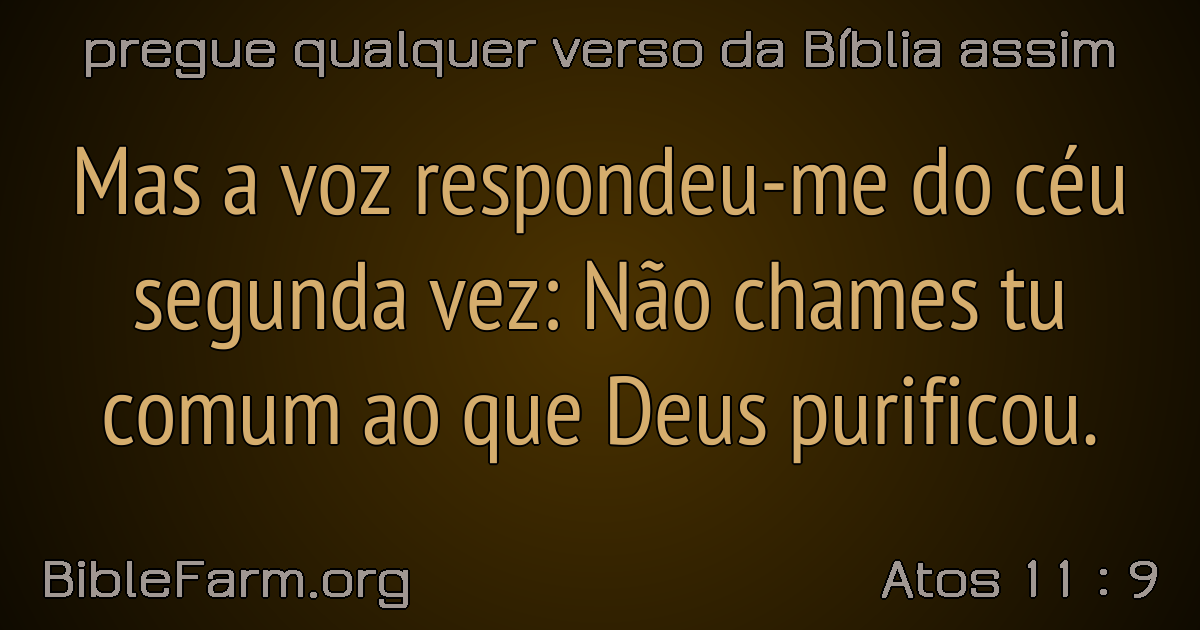 pregue qualquer verso da Bíblia assim
Mas a voz respondeu-me do céu
segunda vez: Não chames tu
comum ao que Deus purificou.
BibleFarm.org
Atos 11 : 9